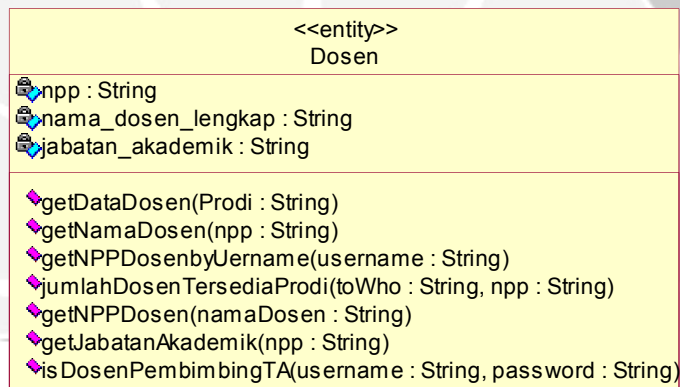 <<entity>>
Dosen
npp : String
nama_dosen_lengkap : String
jabatan_akademik : String
getDataDosen(Prodi : String)
getNamaDosen(npp : String)
getNPPDosenbyUername(username : String)
jumlahDosenTersediaProdi(toWho : String, npp : String)
getNPPDosen(namaDosen : String)
getJabatanAkademik(npp : String)
isDosenPembimbingTA(username : String, password : String)